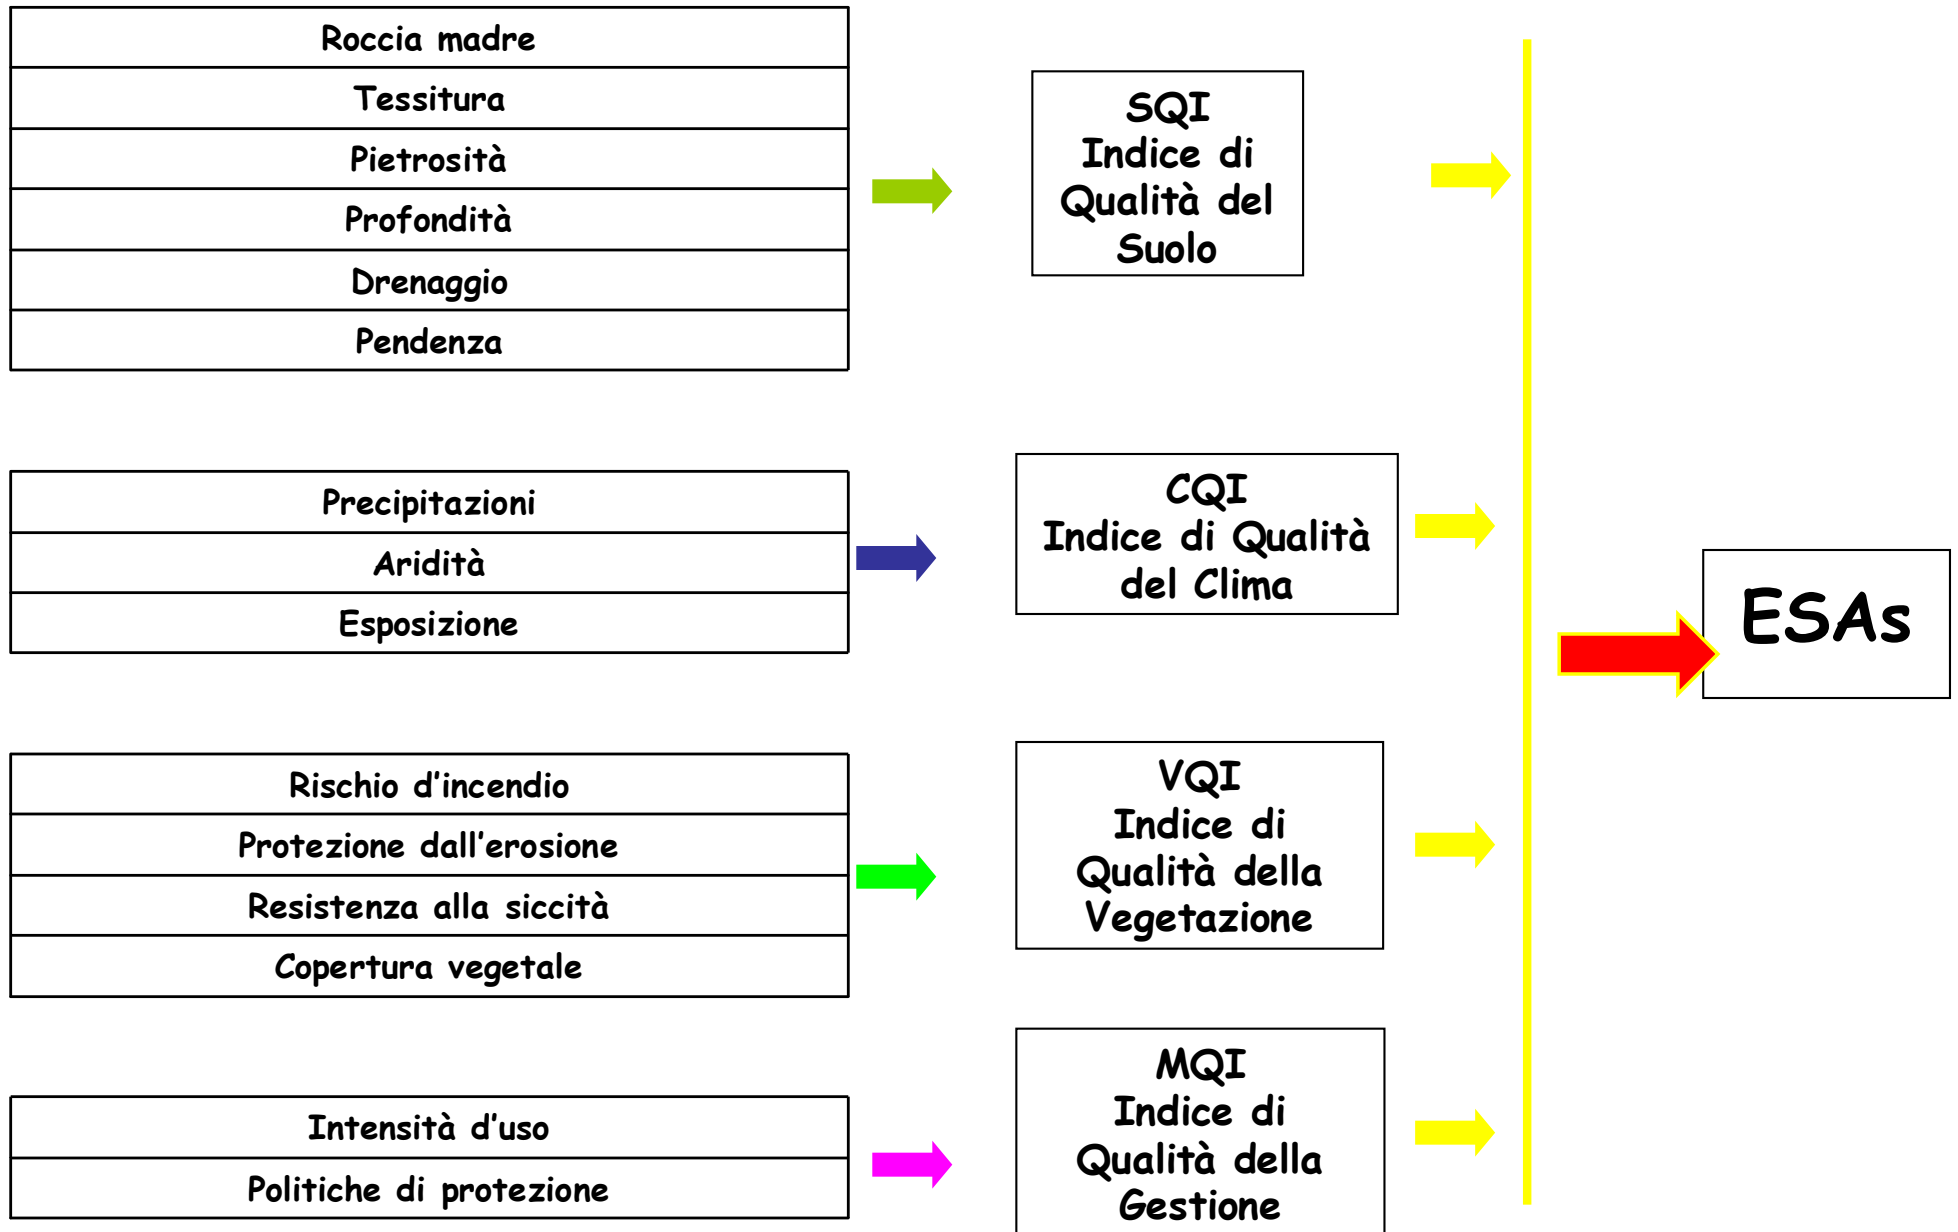 Roccia madre
Tessitura
Pietrosità
Profondità
Drenaggio
Pendenza
SQI
Indice di
Qualità del
Suolo
Precipitazioni
Aridità
Esposizione
CQI
Indice di Qualità
del Clima
ESAs
Rischio d'incendio
Protezione dall'erosione
Resistenza alla siccità
Copertura vegetale
VQI
Indice di
Qualità della
Vegetazione
Intensità d'uso
Politiche di protezione
MQI
Indice di
Qualità della
Gestione